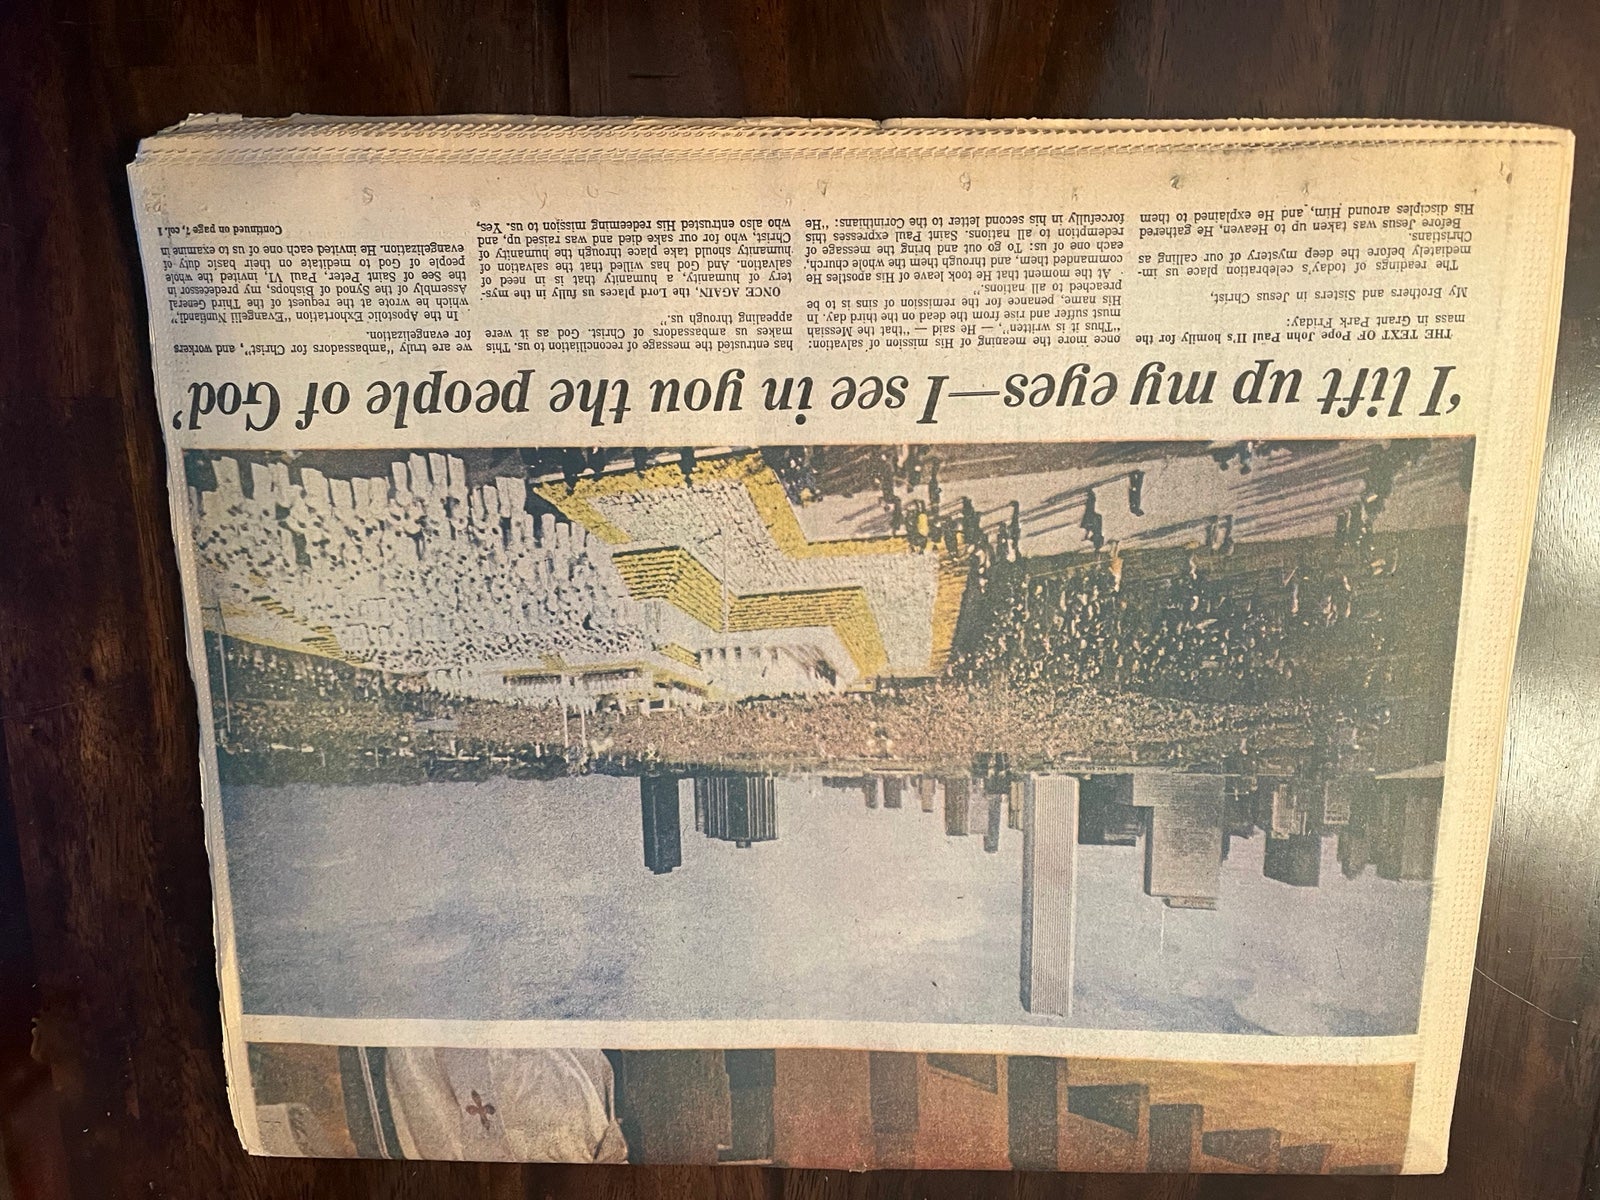 ‘I lift up my eyes—I see in you the people of God’
THE TEXT OF Pope John Paul II's homily for the
mass in Grant Park Friday:
My Brothers and Sisters in Jesus Christ,
The readings of today's celebration place us im-
mediately before the deep mystery of our calling as
Christians.
Before Jesus was taken up to Heaven, He gathered
His disciples around Him, and He explained to them
once more the meaning of His mission of salvation:
"Thus it is written", — He said — "that the Messiah
must suffer and rise from the dead on the third day. In
His name, penance for the remission of sins is to be
preached to all nations."
At the moment that He took leave of His apostles He
commanded them, and through them the whole church,
each one of us: To go out and bring the message of
redemption to all nations. Saint Paul expresses this
forcefully in his second letter to the Corinthians: "He
has entrusted the message of reconciliation to us. This
makes us ambassadors of Christ. God as it were
appealing through us."
ONCE AGAIN, the Lord places us fully in the mys-
tery of humanity, a humanity that is in need of
salvation. And God has willed that the salvation of
humanity should take place through the humanity of
Christ, who for our sake died and was raised up, and
who also entrusted His redeeming mission to us. Yes,
we are truly "ambassadors for Christ", and workers
for evangelization.
In the Apostolic Exhortation "Evangelii Nuntiandi,"
which he wrote at the request of the Third General
Assembly of the Synod of Bishops, my predecessor in
the See of Saint Peter, Paul VI, invited the whole
people of God to meditate on their basic duty of
evangelization. He invited each one of us to examine in
Continued on page 7, col. 1